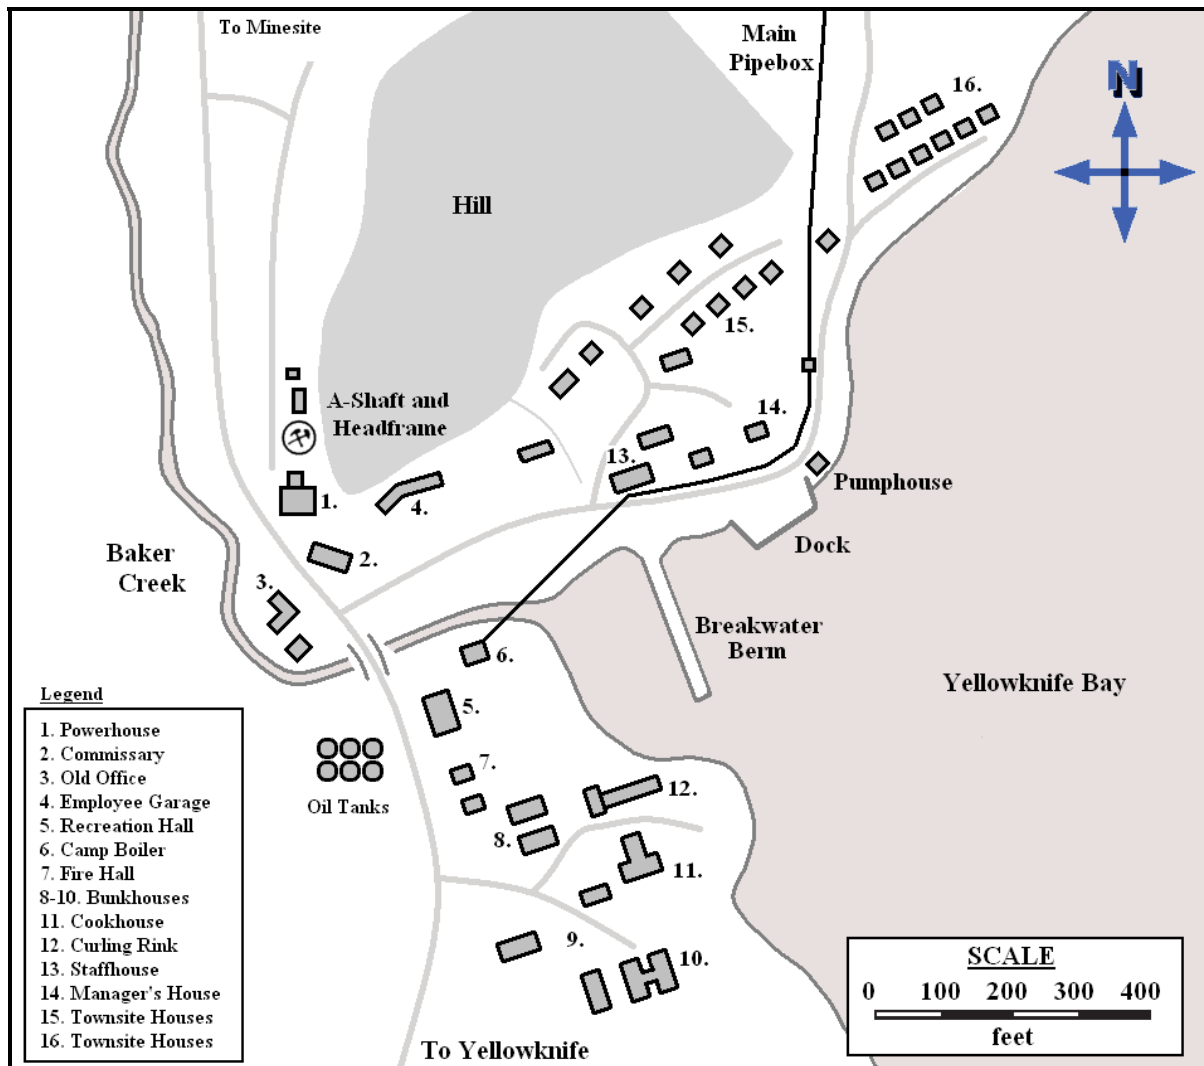 To Minesite
Main
Pipebox
16.
N
Hill
15.
A-Shaft and
Headframe
14.
13.
1.
4.
Pumphouse
Dock
Baker
Creek
2.
3.
Breakwater
Berm
6.
Yellowknife Bay
5.
7.
Oil Tanks
12.
8.
11.
9.
10.
To Yellowknife
Legend
1. Powerhouse
2. Commissary
3. Old Office
4. Employee Garage
5. Recreation Hall
6. Camp Boiler
7. Fire Hall
8-10. Bunkhouses
11. Cookhouse
12. Curling Rink
13. Staffhouse
14. Manager's House
15. Townsite Houses
16. Townsite Houses
SCALE
0 100 200 300 400
feet